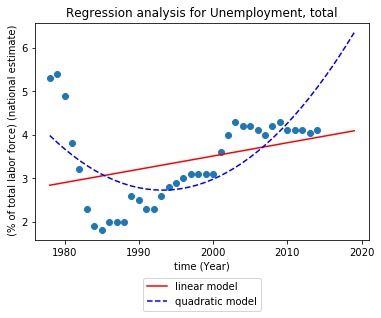 Regression analysis for Unemployment, total
(% of total labor force) (national estimate)
6
5
4
3
2
1980
1990
2000
2010
2020
time (Year)
linear model
quadratic model